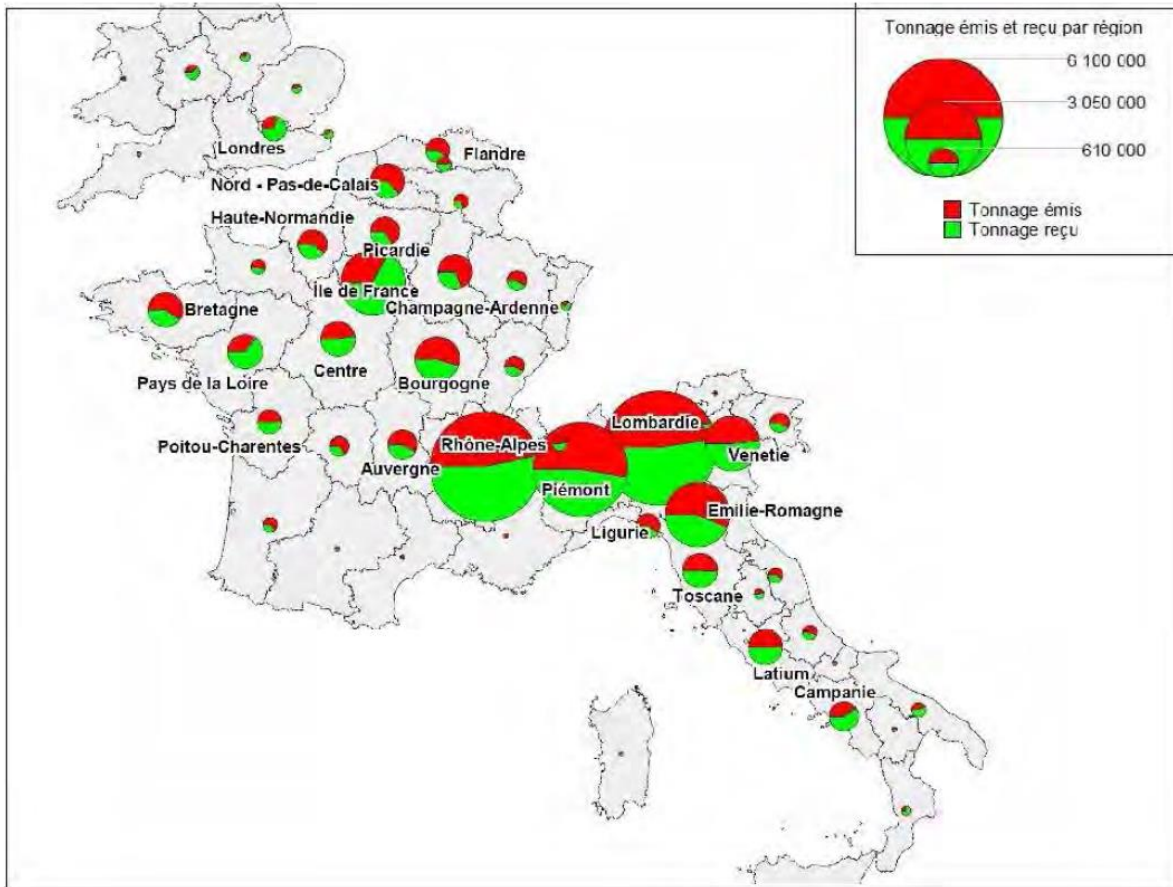 Tonnage émis et reçu par région
6 100 000
3 050 000
610 000
Tonnage émis
Tonnage reçu
Londres
Flandre
Nord - Pas-de-Calais
Haute-Normandie
Picardie
Île de France
Champagne-Ardenne
Bretagne
Centre
Pays de la Loire
Bourgogne
Poitou-Charentes
Auvergne
Rhône-Alpes
Lombardie
Venetie
Piémont
Emilie-Romagne
Ligurie
Toscane
Latium
Campanie